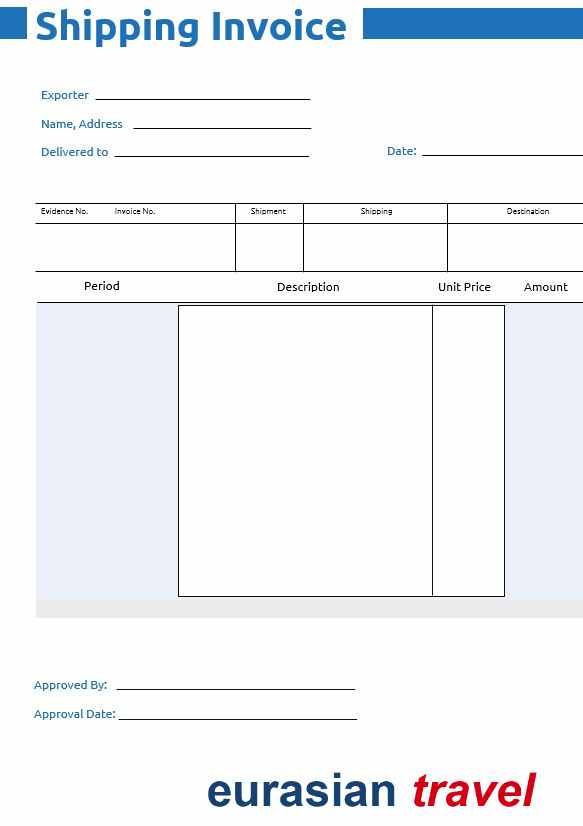 Shipping Invoice
Exporter
Name, Address
Delivered to
Date:
Evidence No. Invoice No. Shipment Shipping Destination
Period Description Unit Price Amount
Approved By:
Approval Date:
eurasian travel